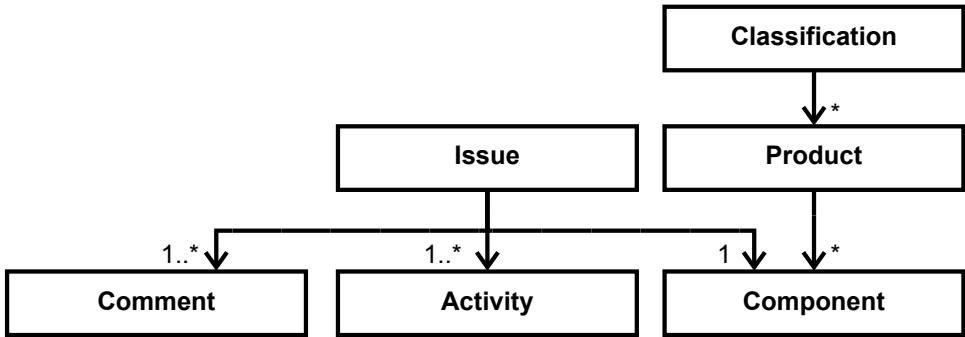 Classification
*
Issue
Product
1..*
1..*
1
*
Comment
Activity
Component